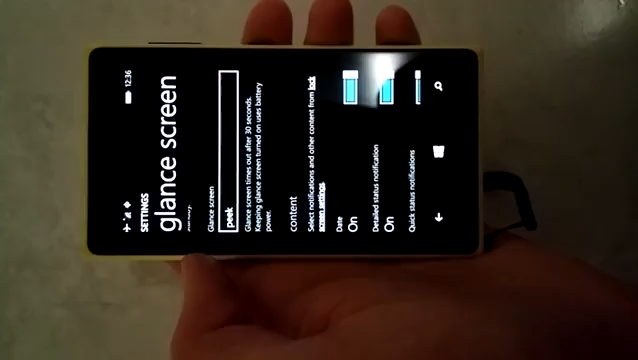 12:36
SETTINGS
glance screen
Glance screen
peek
Glance screen times out after 30 seconds.
Keeping glance screen turned on uses battery
power.
content
Select notifications and other content from lock
screen settings.
Date
On
Detailed status notification
On
Quick status notifications